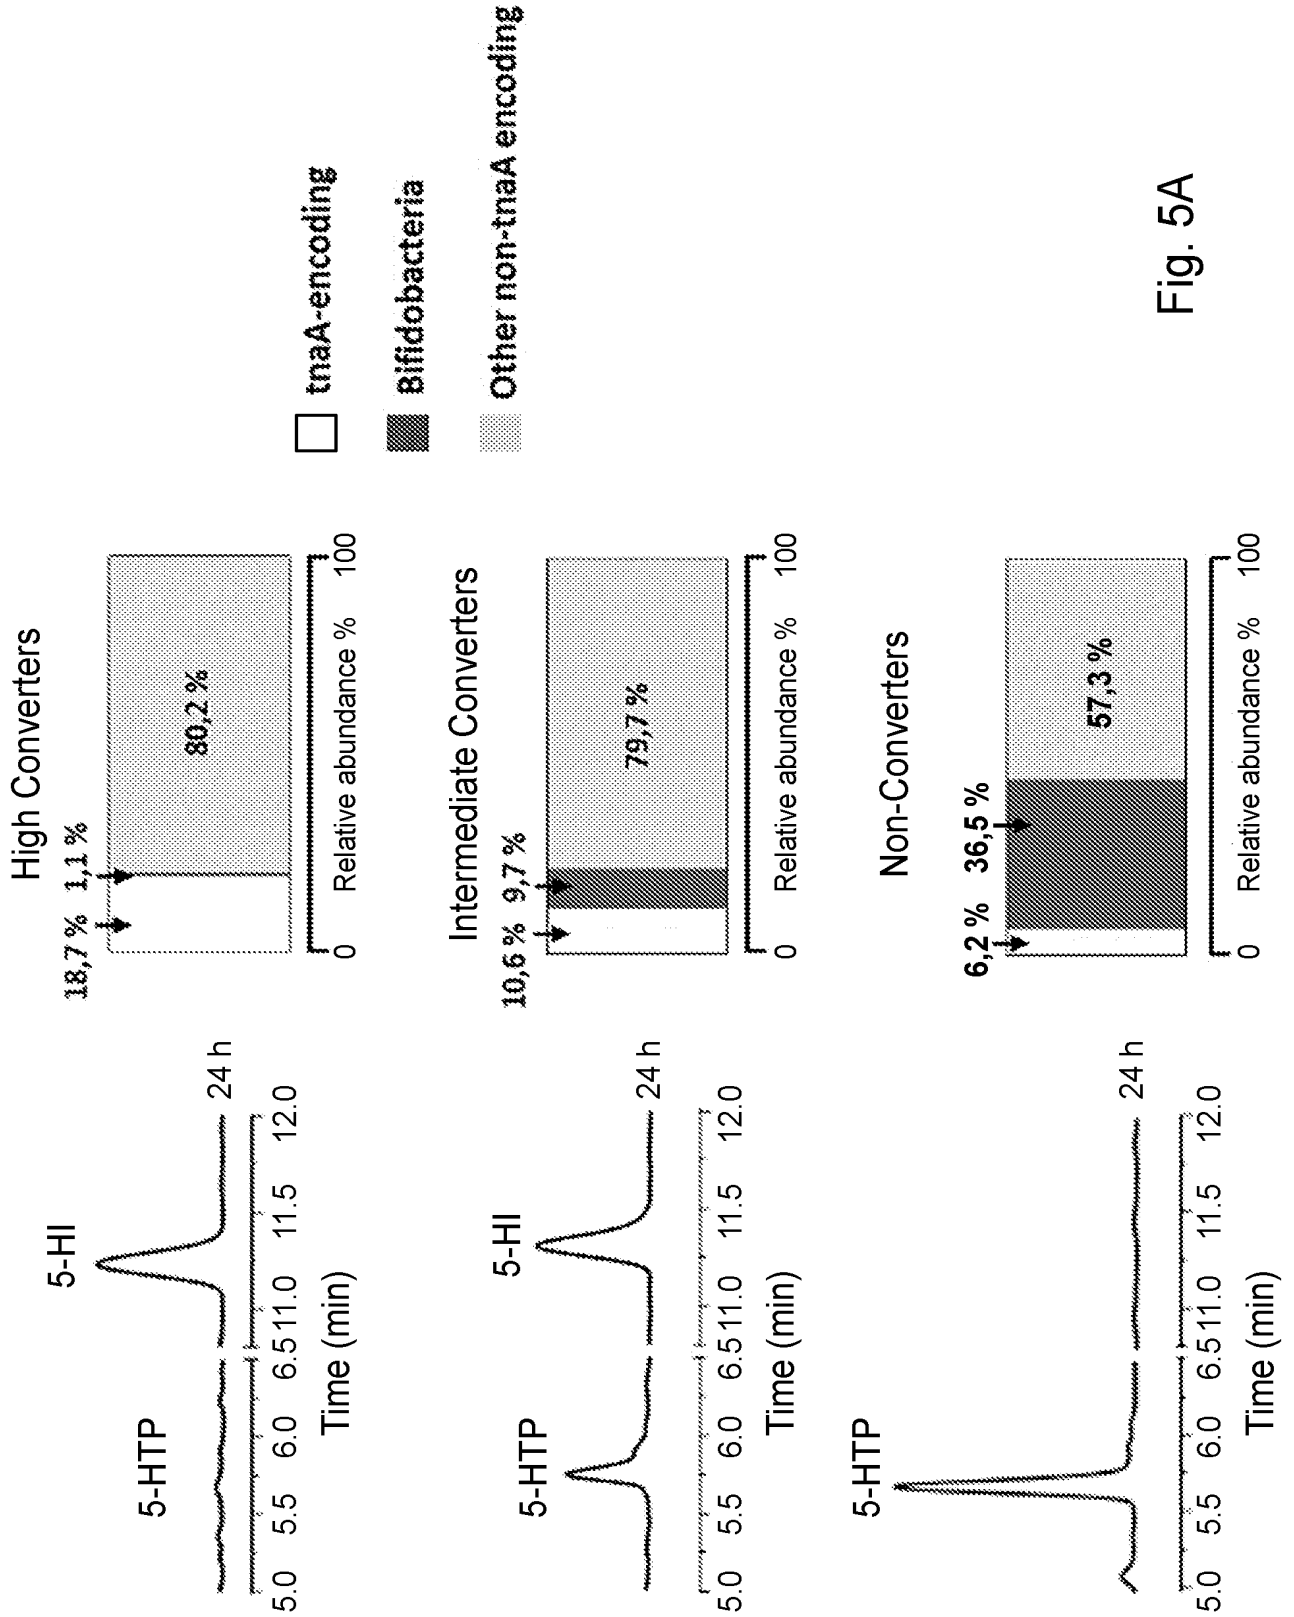 High Converters
5-HTP
5-HI
24 h
5.0 5.5 6.0 6.5 11.0 11.5 12.0
Time (min)
18,7 % 1,1 %
80,2 %
0 100
Relative abundance %
Intermediate Converters
5-HTP
5-HI
24 h
5.0 5.5 6.0 6.5 11.0 11.5 12.0
Time (min)
10,6 % 9,7 %
79,7 %
0 100
Relative abundance %
Non-Converters
5-HTP
24 h
5.0 5.5 6.0 6.5 11.0 11.5 12.0
Time (min)
6,2 % 36,5 %
57,3 %
0 100
Relative abundance %
tnaA-encoding
Bifidobacteria
Other non-tnaA encoding
Fig. 5A